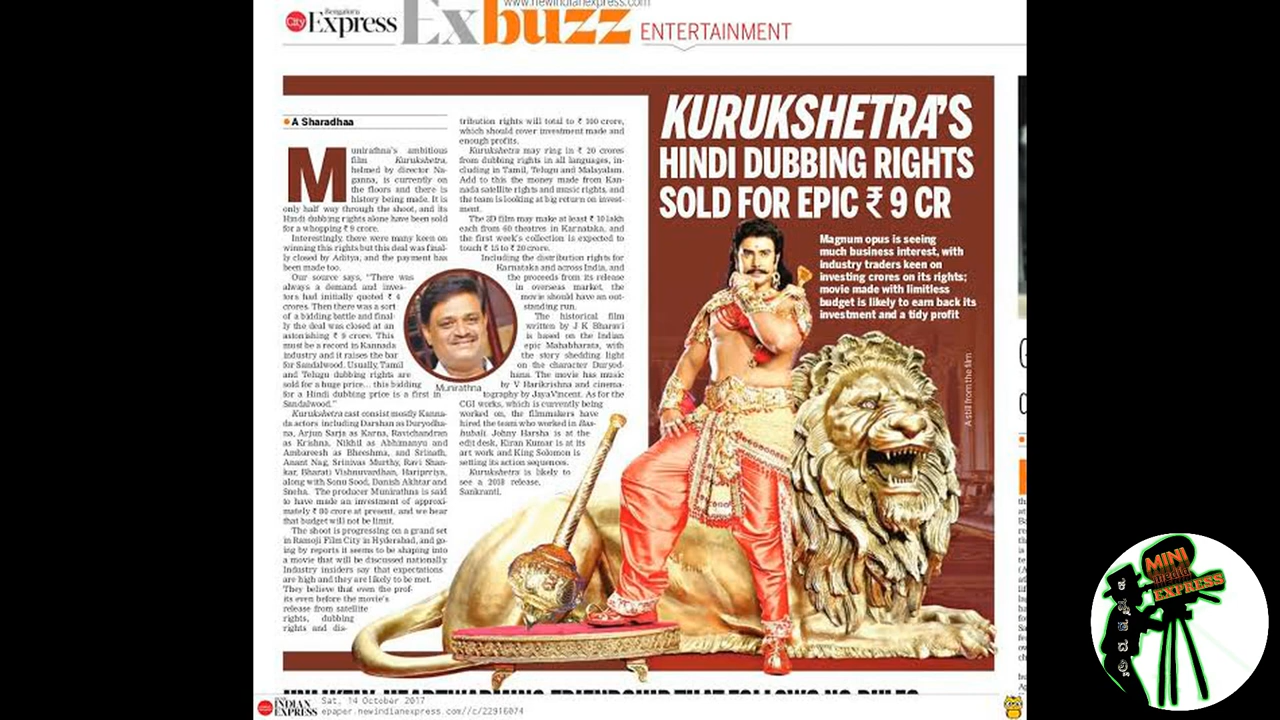 www.newindianexpress.com
City
Bengaluru
Express
Exbuzz
ENTERTAINMENT
KURUKSHETRA'S
HINDI DUBBING RIGHTS
SOLD FOR EPIC ₹ 9 CR
Magnum opus is seeing
much business interest, with
industry traders keen on
investing crores on its rights;
movie made with limitless
budget is likely to earn back its
investment and a tidy profit
A Sharadhaa
Munirathna's ambitious
film Kurukshetra,
helmed by director Na-
ganna, is currently on
the floors and there is
history being made. It is
only half way through the shoot, and its
Hindi dubbing rights alone have been sold
for a whopping ₹ 9 crore.
Interestingly, there were many keen on
winning this rights but this deal was final-
ly closed by Aditya, and the payment has
been made too.
Our source says, "There was
always a demand and inves-
tors had initially quoted ₹ 4
crores. Then there was a sort
of a bidding battle and final-
ly the deal was closed at an
astonishing ₹ 9 crore. This
must be a record in Kannada
industry and it raises the bar
for Sandalwood. Usually, Tamil
and Telugu dubbing rights are
sold for a huge price... this bidding
for a Hindi dubbing price is a first in
Sandalwood."
Kurukshetra cast consist mostly Kanna-
da actors including Darshan as Duryodha-
na, Arjun Sarja as Karna, Ravichandran
as Krishna, Nikhil as Abhimanyu and
Ambareesh as Bheeshma, and Srinath,
Anant Nag, Srinivas Murthy, Ravi Shan-
kar, Bharati Vishnuvardhan, Haripriya,
along with Sonu Sood, Danish Akhtar and
Sneha. The producer Munirathna is said
to have made an investment of approxi-
mately ₹ 80 crore at present, and we hear
that budget will not be limit.
The shoot is progressing on a grand set
in Ramoji Film City in Hyderabad, and go-
ing by reports it seems to be shaping into
a movie that will be discussed nationally.
Industry insiders say that expectations
are high and they are likely to be met.
They believe that even the prof-
its even before the movie's
release from satellite
rights, dubbing
rights and dis-
tribution rights will total to ₹ 100 crore,
which should cover investment made and
enough profits.
Kurukshetra may ring in ₹ 20 crores
from dubbing rights in all languages, in-
cluding in Tamil, Telugu and Malayalam.
Add to this the money made from Kan-
nada satellite rights and music rights, and
the team is looking at big return on invest-
ment.
The 3D film may make at least ₹ 10 lakh
each from 60 theatres in Karnataka, and
the first week's collection is expected to
touch ₹ 15 to ₹ 20 crore.
Including the distribution rights for
Karnataka and across India, and
the proceeds from its release
in overseas market, the
movie should have an out-
standing run.
The historical film
written by J K Bharavi
is based on the Indian
epic Mahabharata, with
the story shedding light
on the character Duryod-
hana. The movie has music
by V Harikrishna and cinema-
tography by JayaVincent. As for the
CGI works, which is currently being
worked on, the filmmakers have
hired the team who worked in Baa-
hubali. Johny Harsha is at the
edit desk, Kiran Kumar is at its
art work and King Solomon is
setting its action sequences.
Kurukshetra is likely to
see a 2018 release,
Sankranti.
Munirathna
A still from the film
INDIAN
EXPRESS
Sat, 14 October 2017
epaper.newindianexpress.com//c/22916074
MINI
media
EXPRESS